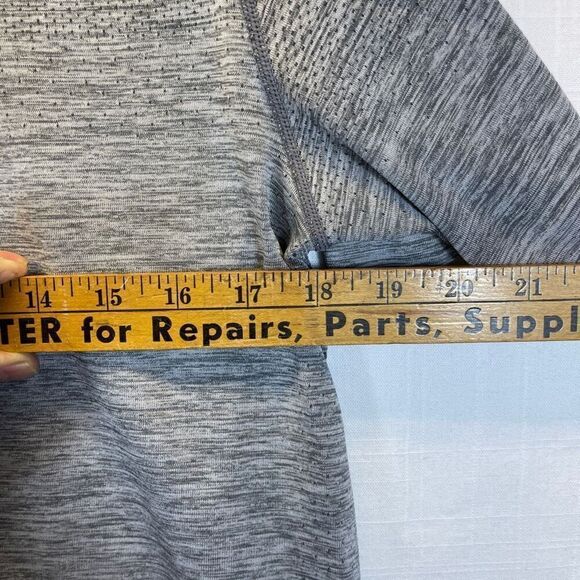 14 15 16 17 18 19 20 21
TER for Repairs, Parts, Suppl